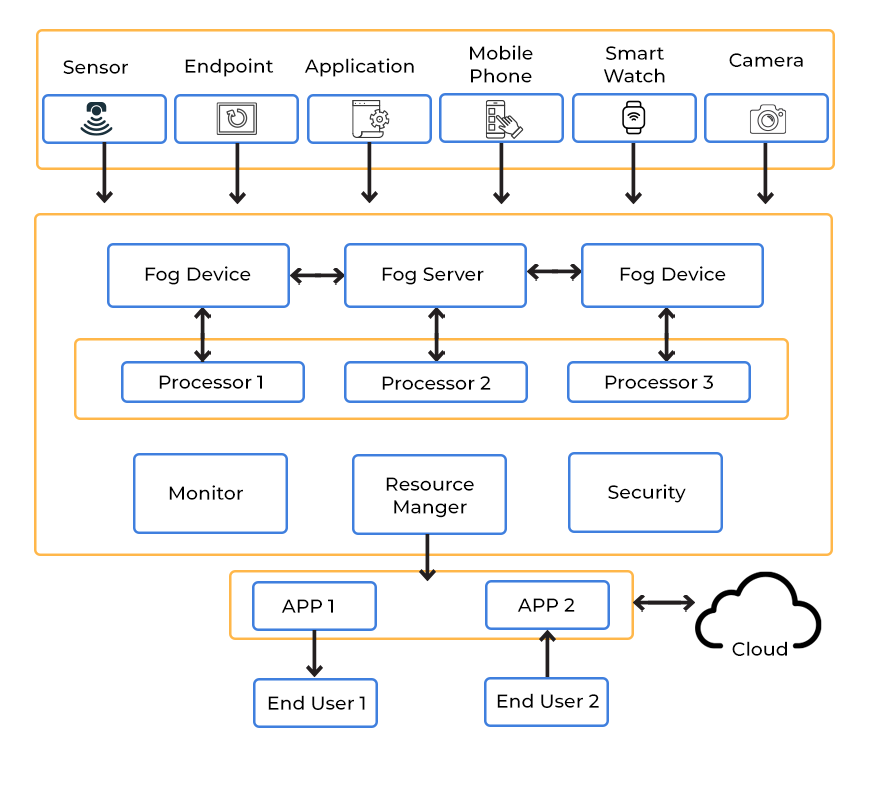 Sensor
Endpoint
Application
Mobile
Phone
Smart
Watch
Camera
Fog Device
Fog Server
Fog Device
Processor 1
Processor 2
Processor 3
Monitor
Resource
Manger
Security
APP 1
APP 2
Cloud
End User 1
End User 2